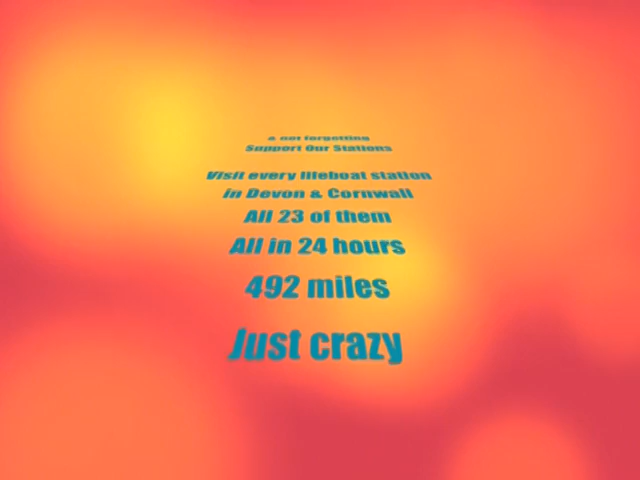 & not forgetting
Support Our Stations
Visit every lifeboat station
in Devon & Cornwall
All 23 of them
All in 24 hours
492 miles
Just crazy